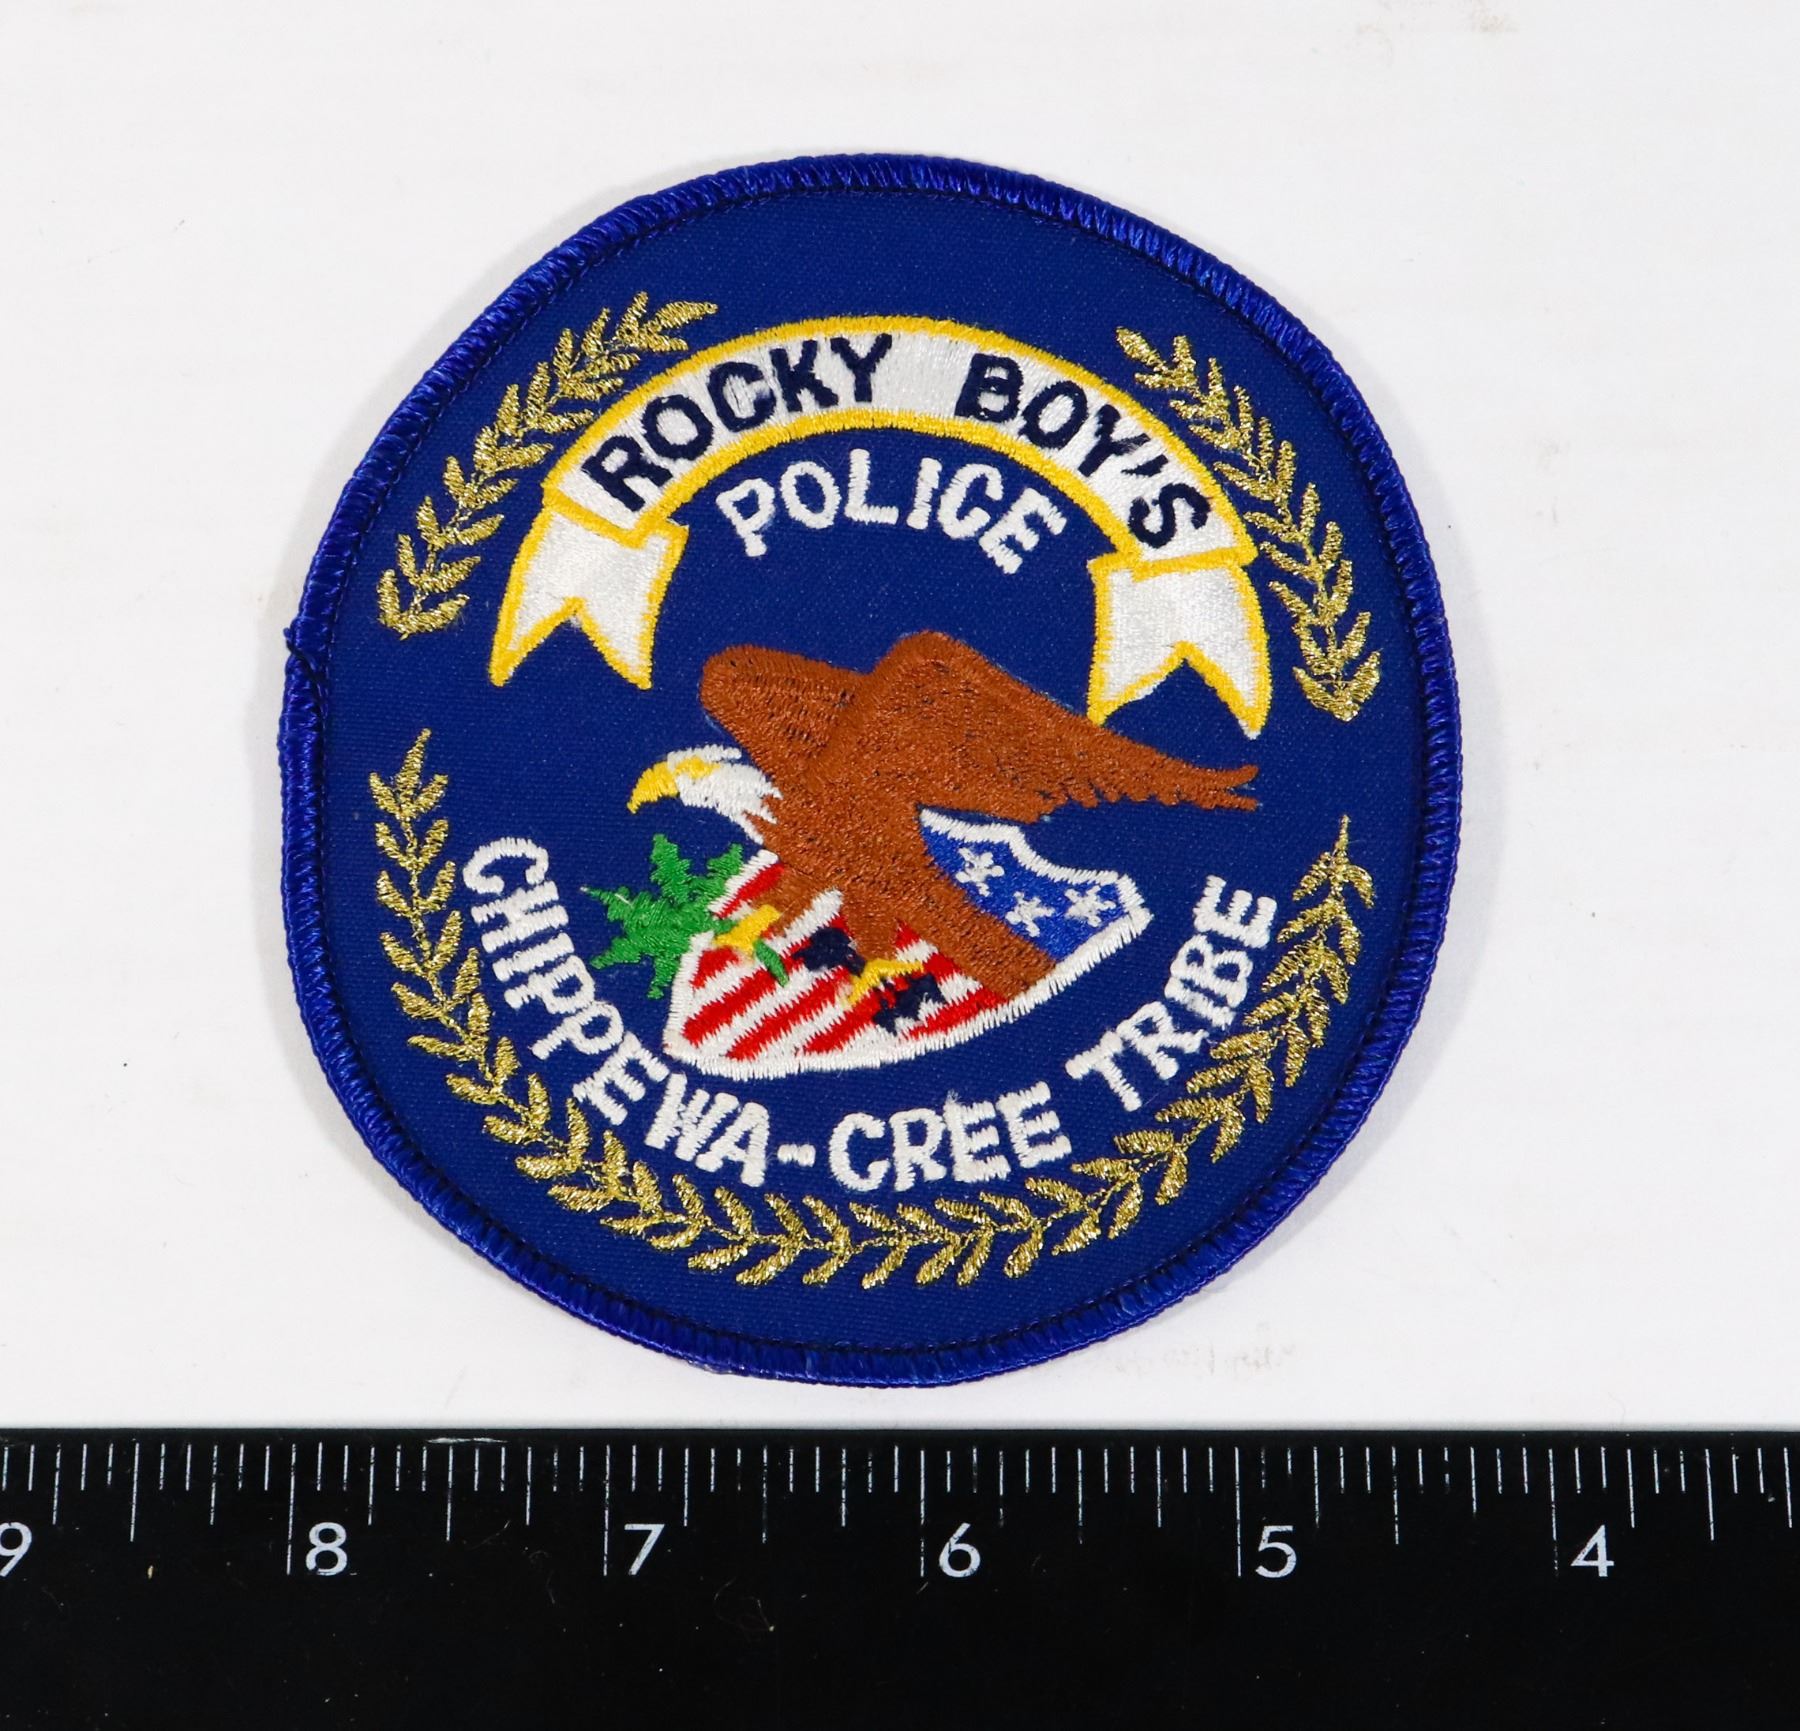 ROCKY BOY'S
POLICE
CHIPPEWA-CREE TRIBE
9 8 7 6 5 4